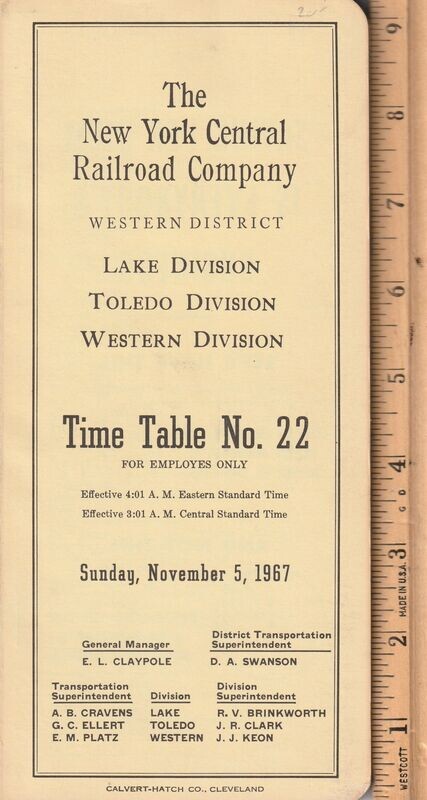 The
New York Central
Railroad Company
WESTERN DISTRICT
LAKE DIVISION
TOLEDO DIVISION
WESTERN DIVISION
Time Table No. 22
FOR EMPLOYES ONLY
Effective 4:01 A. M. Eastern Standard Time
Effective 3:01 A. M. Central Standard Time
Sunday, November 5, 1967
General Manager
E. L. CLAYPOLE
District Transportation
Superintendent
D. A. SWANSON
Transportation
Superintendent Division
Division
Superintendent
A. B. CRAVENS LAKE R. V. BRINKWORTH
G. C. ELLERT TOLEDO J. R. CLARK
E. M. PLATZ WESTERN J. J. KEON
CALVERT-HATCH CO., CLEVELAND
9
8
7
6
5
4
3
2
1
MADE IN U.S.A.
WESTCOTT